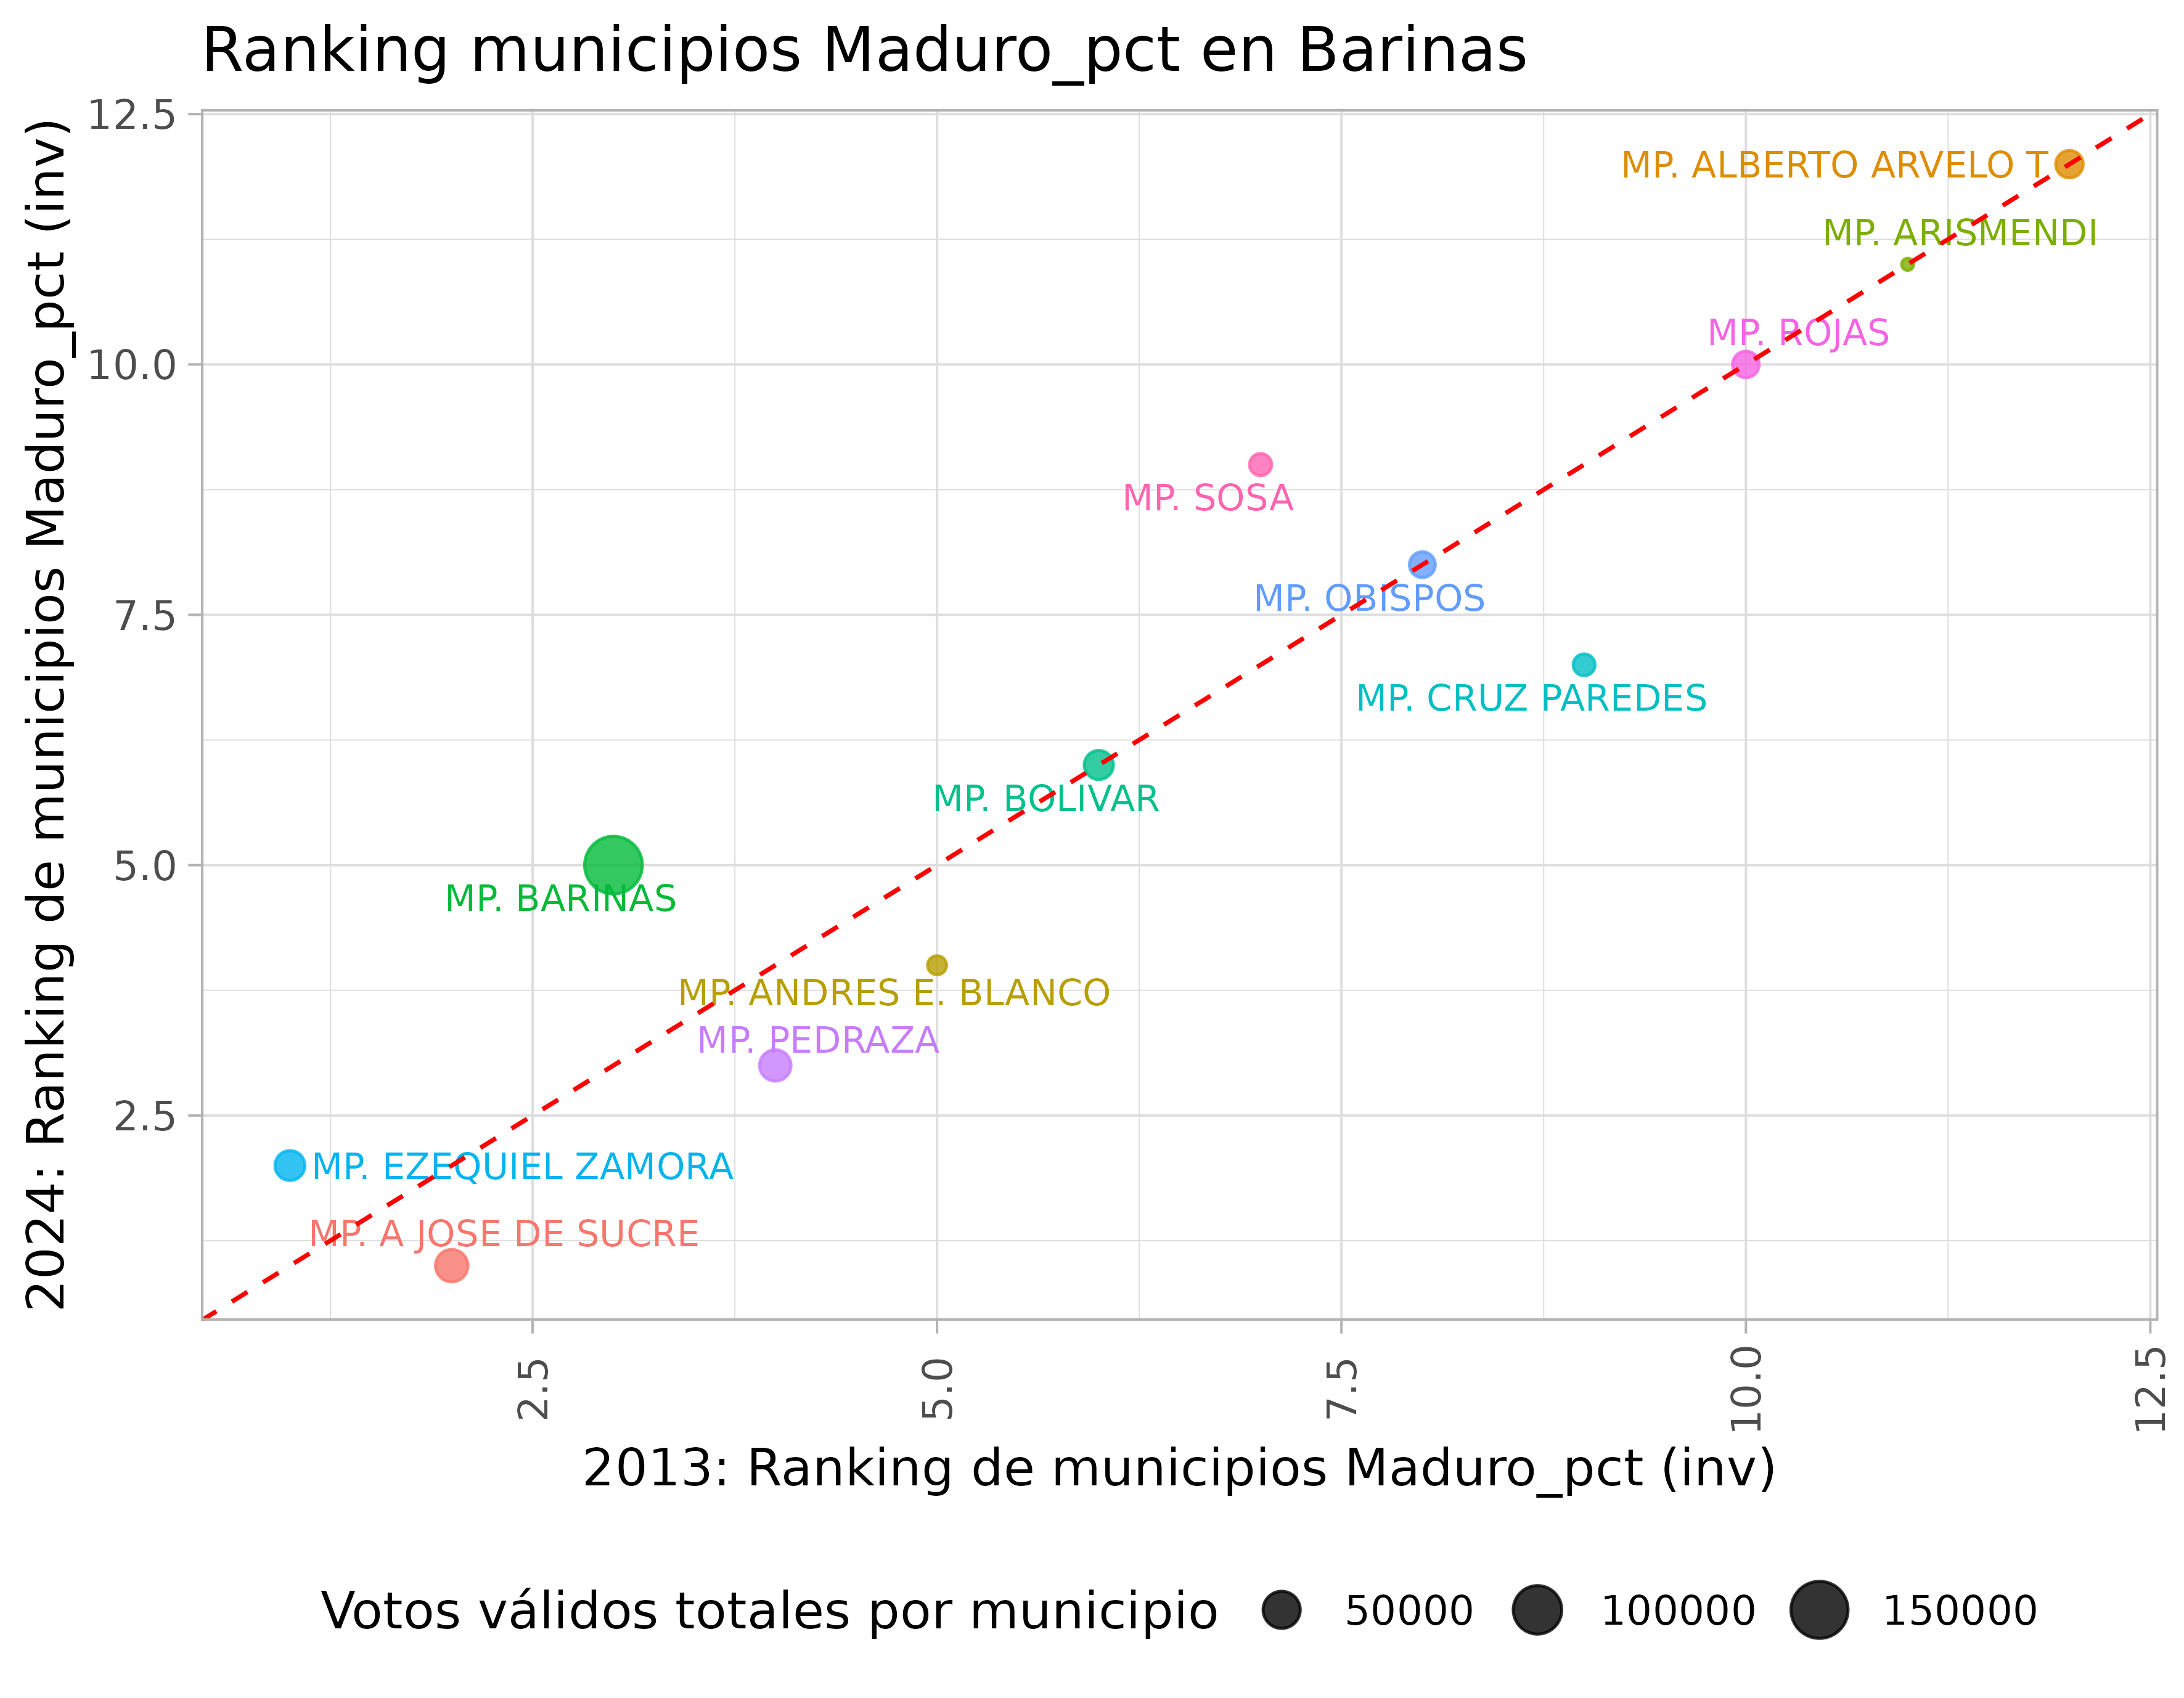 Ranking municipios Maduro_pct en Barinas
2024: Ranking de municipios Maduro_pct (inv)
12.5
10.0
7.5
5.0
2.5
MP. ALBERTO ARVELO T
MP. ARISMENDI
MP. ROJAS
MP. SOSA
MP. OBISPOS
MP. CRUZ PAREDES
MP. BOLIVAR
MP. BARINAS
MP. ANDRES E. BLANCO
MP. PEDRAZA
MP. EZEQUIEL ZAMORA
MP. A JOSE DE SUCRE
2.5
5.0
7.5
10.0
12.5
2013: Ranking de municipios Maduro_pct (inv)
Votos válidos totales por municipio 50000 100000 150000